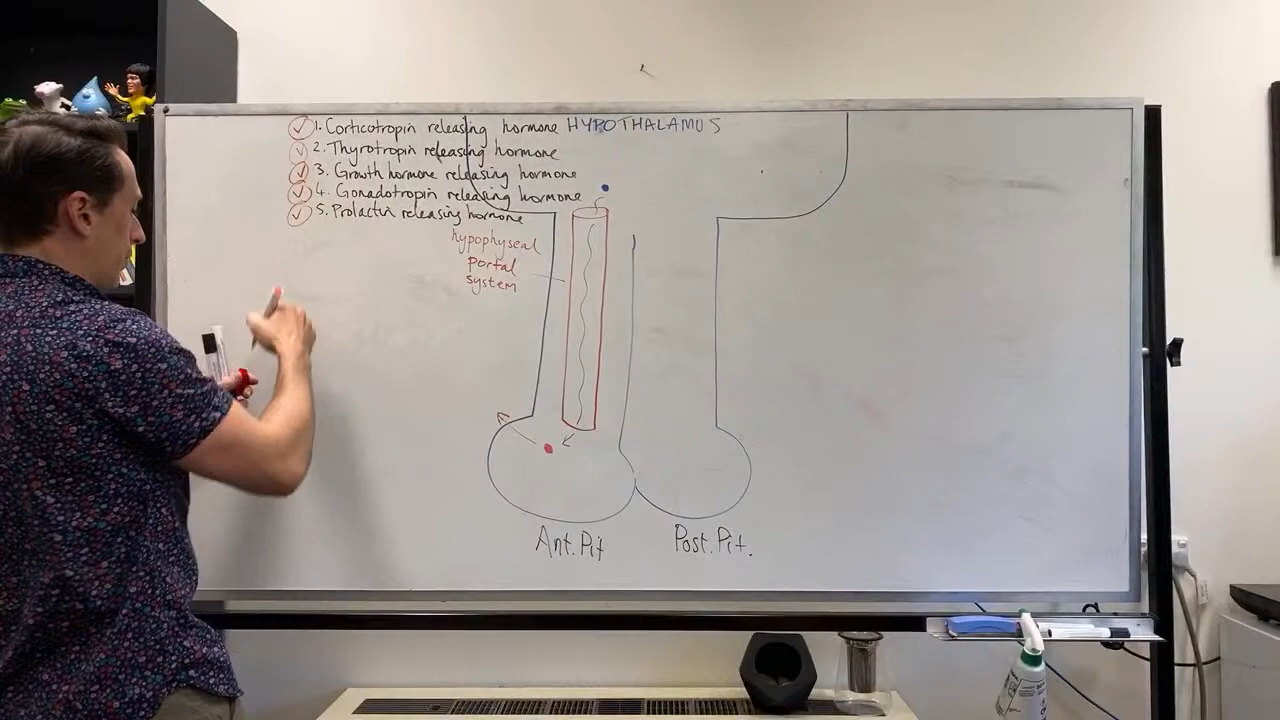 1. Corticotropin releasing hormone HYPOTHALAMUS
2. Thyrotropin releasing hormone
3. Growth hormone releasing hormone
4. Gonadotropin releasing hormone
5. Prolactin releasing hormone
hypophyseal
portal
system
Ant. Pit
Post. Pit.